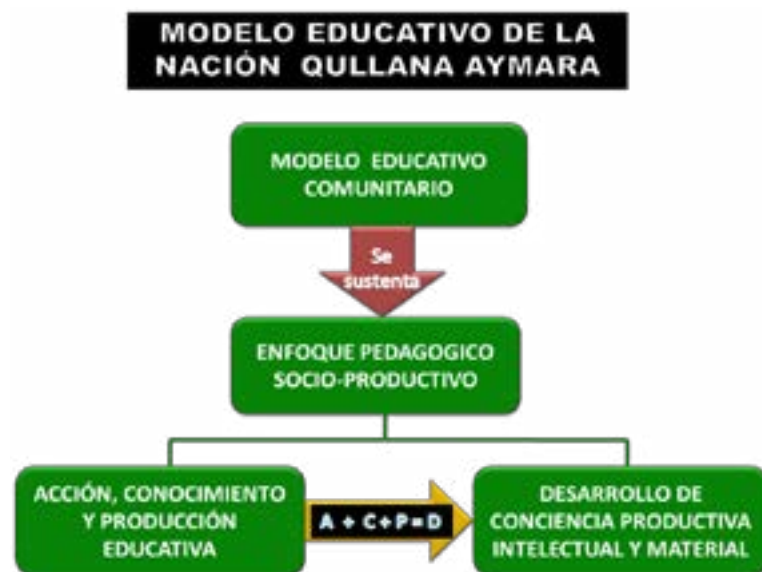 MODELO EDUCATIVO DE LA
NACIÓN QULLANA AYMARA
MODELO EDUCATIVO
COMUNITARIO
Se
sustenta
ENFOQUE PEDAGOGICO
SOCIO-PRODUCTIVO
ACCIÓN, CONOCIMIENTO
Y PRODUCCIÓN
EDUCATIVA
A + C+P=D
DESARROLLO DE
CONCIENCIA PRODUCTIVA
INTELECTUAL Y MATERIAL